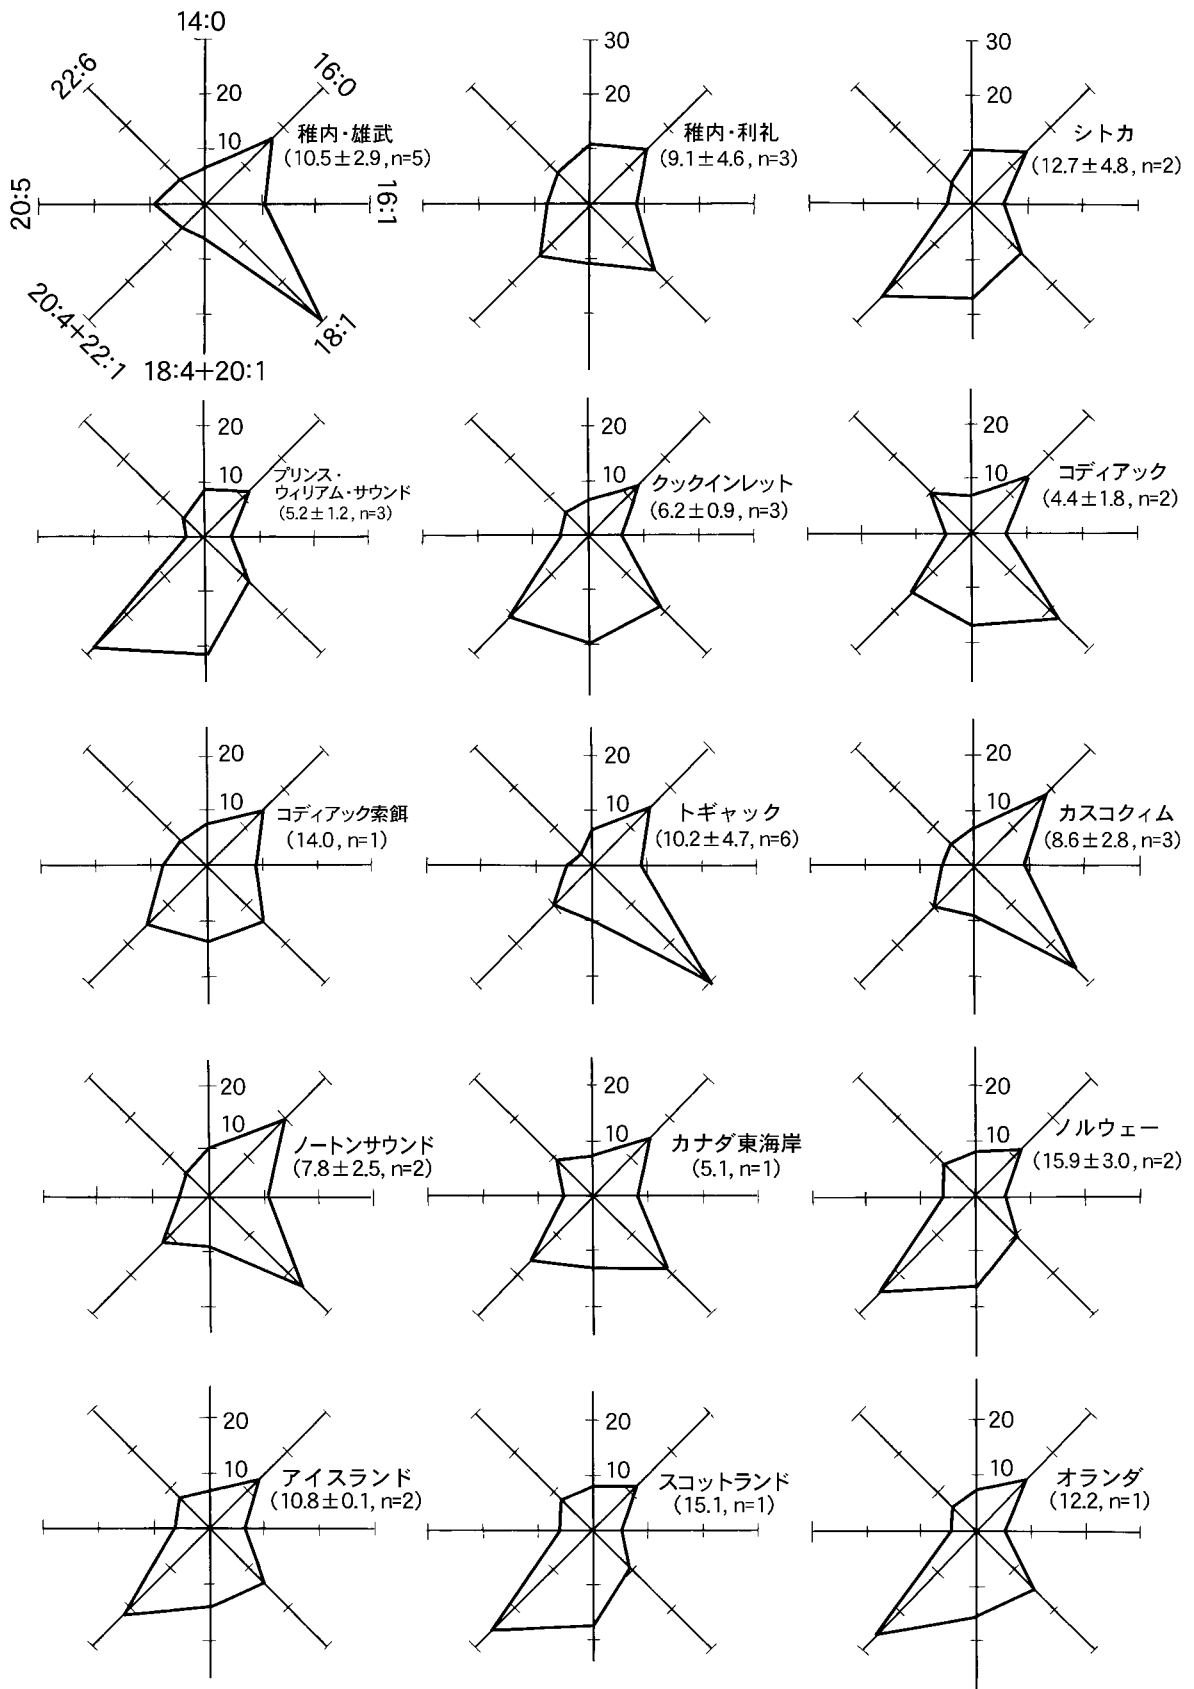 14:0
22:6
16:0
20
10
稚内・雄武
(10.5±2.9, n=5)
20:5
16:1
20:4+22:1
18:4+20:1
18:1
30
20
10
稚内・利礼
(9.1±4.6, n=3)
30
20
10
シトカ
(12.7±4.8, n=2)
20
10
プリンス・
ウィリアム・サウンド
(5.2±1.2, n=3)
20
10
クックインレット
(6.2±0.9, n=3)
20
10
コディアック
(4.4±1.8, n=2)
20
10
コディアック索餌
(14.0, n=1)
20
10
トギャック
(10.2±4.7, n=6)
20
10
カスコクィム
(8.6±2.8, n=3)
20
10
ノートンサウンド
(7.8±2.5, n=2)
20
10
カナダ東海岸
(5.1, n=1)
20
10
ノルウェー
(15.9±3.0, n=2)
20
10
アイスランド
(10.8±0.1, n=2)
20
10
スコットランド
(15.1, n=1)
20
10
オランダ
(12.2, n=1)